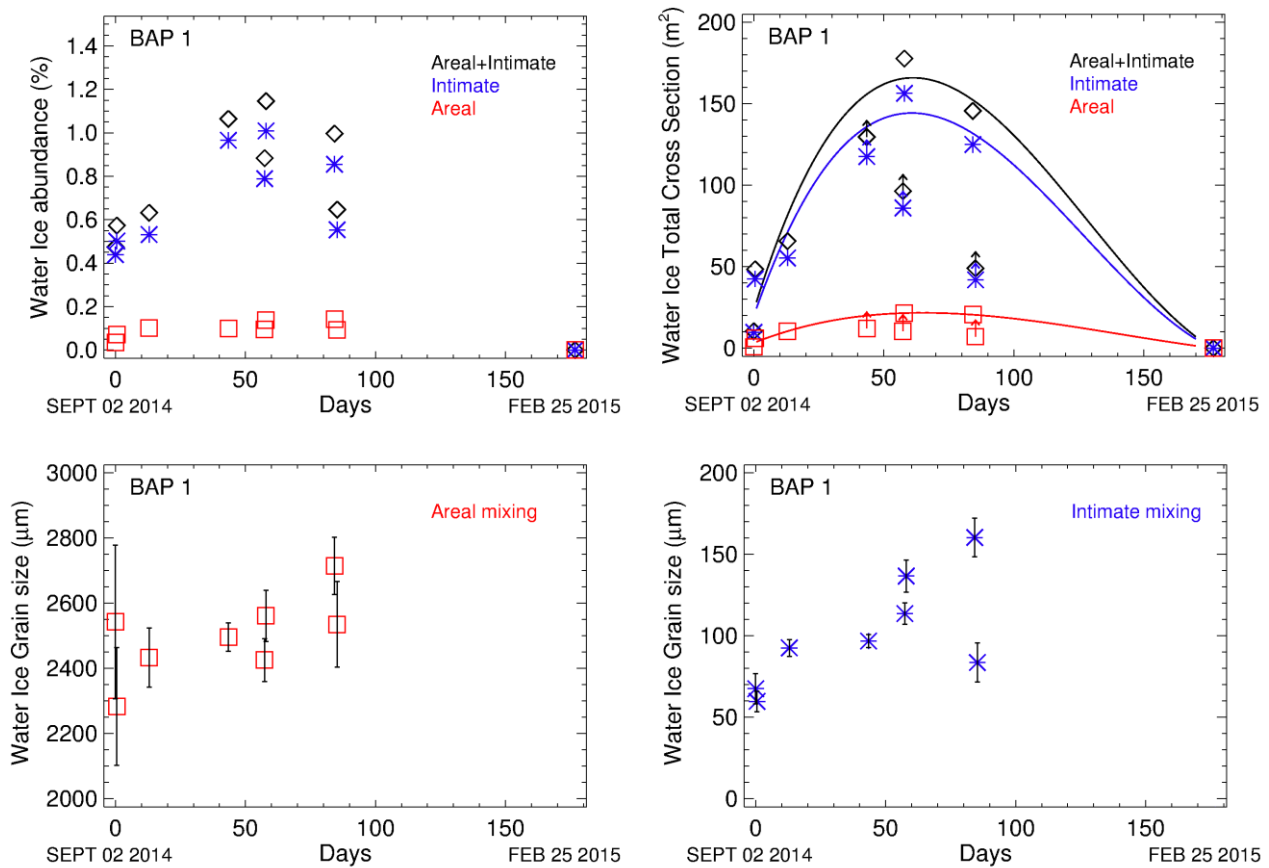 BAP 1
Areal+Intimate
Intimate
Areal
Water Ice abundance (%)
1.4
1.2
1.0
0.8
0.6
0.4
0.2
0.0
0 50 100 150
SEPT 02 2014 Days FEB 25 2015
BAP 1
Areal+Intimate
Intimate
Areal
Water Ice Total Cross Section (m²)
200
150
100
50
0
0 50 100 150
SEPT 02 2014 Days FEB 25 2015
BAP 1
Areal mixing
Water Ice Grain size (μm)
3000
2800
2600
2400
2200
2000
0 50 100 150
SEPT 02 2014 Days FEB 25 2015
BAP 1
Intimate mixing
Water Ice Grain size (μm)
200
150
100
50
0
0 50 100 150
SEPT 02 2014 Days FEB 25 2015